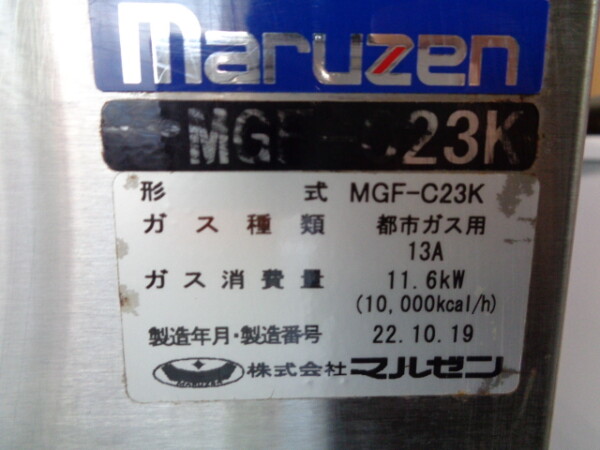 maruzen
MGF-C23K
形式 MGF-C23K
ガス種類 都市ガス用
13A
ガス消費量 11.6kW
(10,000kcal/h)
製造年月・製造番号 22.10.19
MARUZEN 株式会社 マルゼン